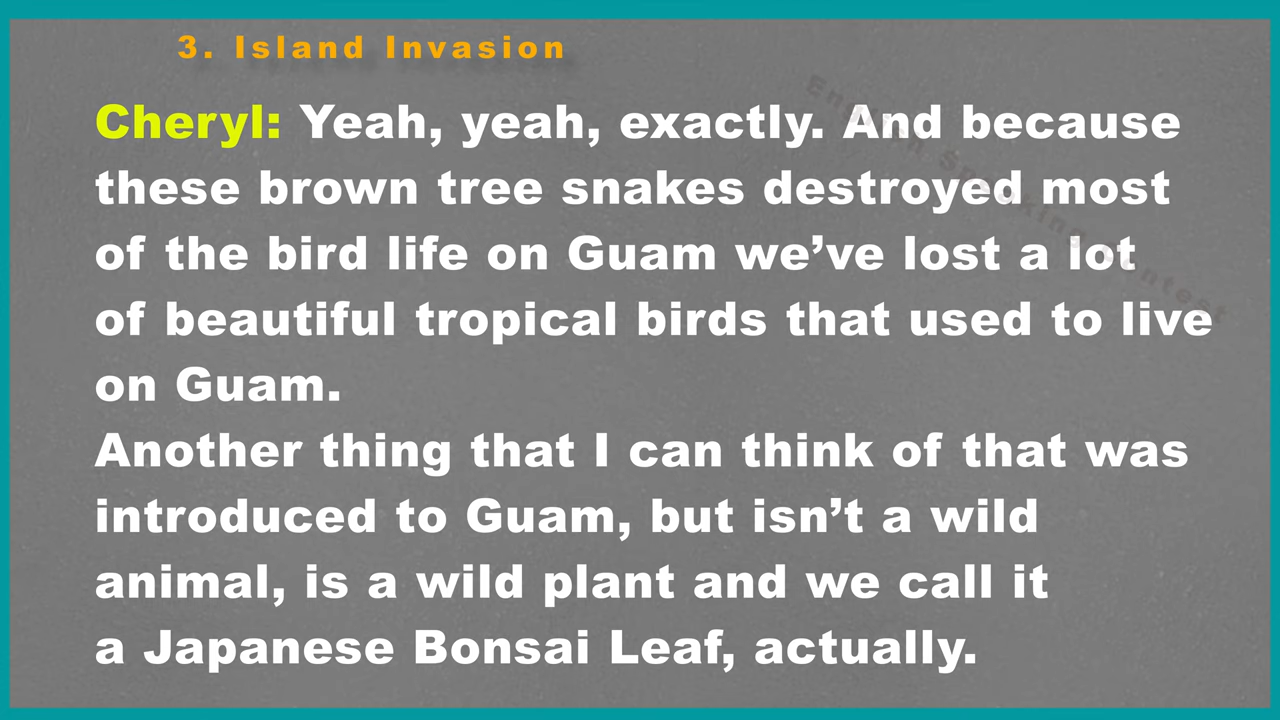 3. Island Invasion
Cheryl: Yeah, yeah, exactly. And because
these brown tree snakes destroyed most
of the bird life on Guam we’ve lost a lot
of beautiful tropical birds that used to live
on Guam.
Another thing that I can think of that was
introduced to Guam, but isn’t a wild
animal, is a wild plant and we call it
a Japanese Bonsai Leaf, actually.